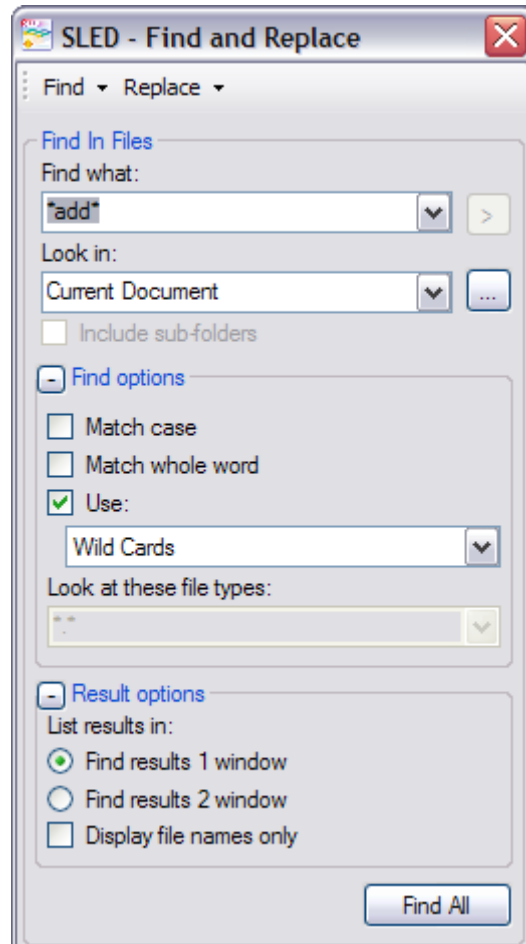 SLED - Find and Replace
Find Replace
Find In Files
Find what:
*add*
>
Look in:
Current Document
...
Include sub-folders
- Find options
Match case
Match whole word
Use:
Wild Cards
Look at these file types:
*.*
- Result options
List results in:
Find results 1 window
Find results 2 window
Display file names only
Find All